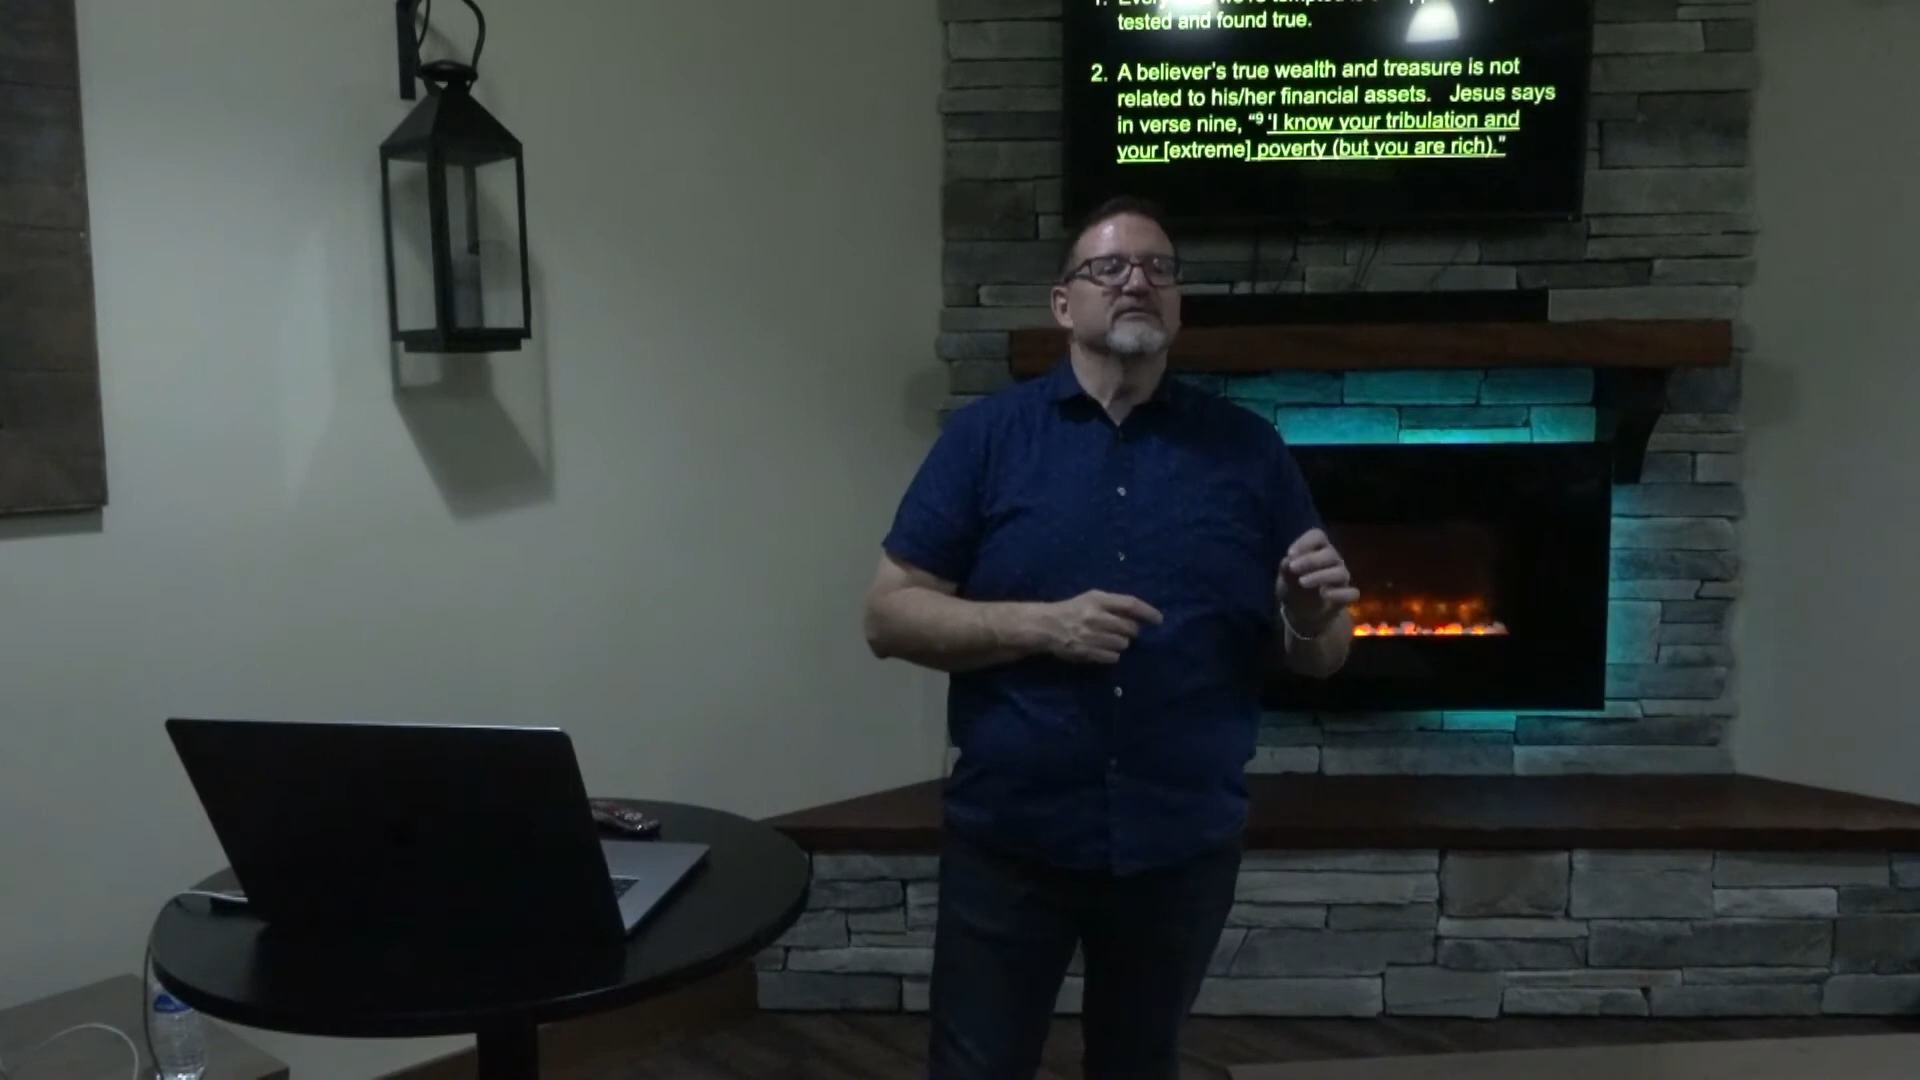 tested and found true.
2. A believer's true wealth and treasure is not
related to his/her financial assets. Jesus says
in verse nine, “⁹ ‘I know your tribulation and
your [extreme] poverty (but you are rich).”